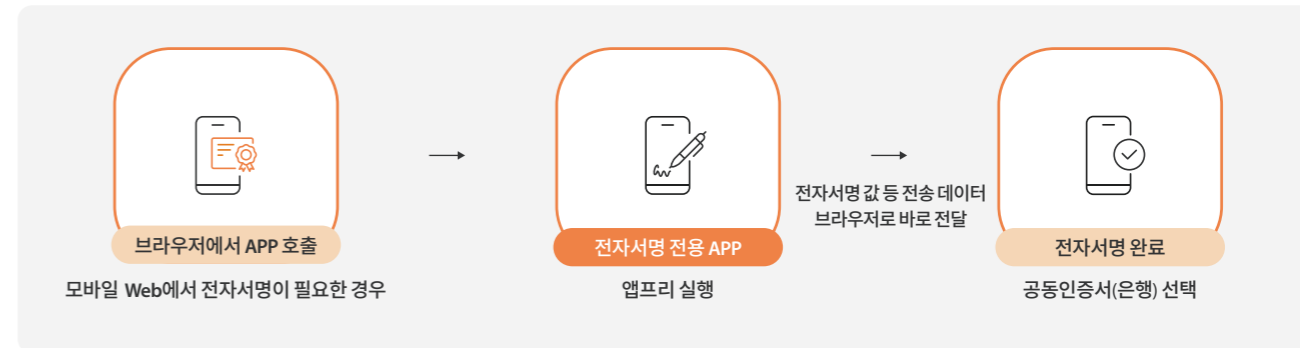 브라우저에서 APP 호출
모바일 Web에서 전자서명이 필요한 경우
전자서명 전용 APP
앱프리 실행
전자서명 값 등 전송 데이터
브라우저로 바로 전달
전자서명 완료
공동인증서(은행) 선택